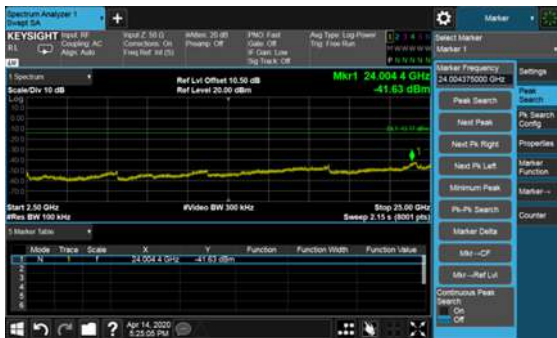 Spectrum Analyzer 1
Swept SA
Marker
KEYSIGHT
Input: RF
Coupling: AC
Align: Auto
Input Z: 50 Ω
Corrections: On
Freq Ref: Int (S)
#Atten: 20 dB
Preamp: Off
PNO: Fast
Gate: Off
IF Gain: Low
Sig Track: Off
Avg Type: Log-Power
Trig: Free Run
Select Marker
Marker 1
1 Spectrum
Scale/Div 10 dB
Log
Ref Lvl Offset 10.50 dB
Ref Level 20.00 dBm
Mkr1 24.004 4 GHz
-41.63 dBm
Start 2.50 GHz
#Res BW 100 kHz
#Video BW 300 kHz
Stop 25.00 GHz
Sweep 2.15 s (8001 pts)
5 Marker Table
Mode Trace Scale X Y Function Function Width Function Value
1 N 1 f 24.004 4 GHz -41.63 dBm
2
3
4
5
6
Apr 14, 2020
5:25:05 PM
Marker Frequency
24.004375000 GHz
Peak Search
Next Peak
Next Pk Right
Next Pk Left
Minimum Peak
Pk-Pk Search
Marker Delta
Mkr→CF
Mkr→Ref Lvl
Continuous Peak
Search
On
Off
Settings
Peak
Search
Pk Search
Config
Properties
Marker
Function
Marker→
Counter